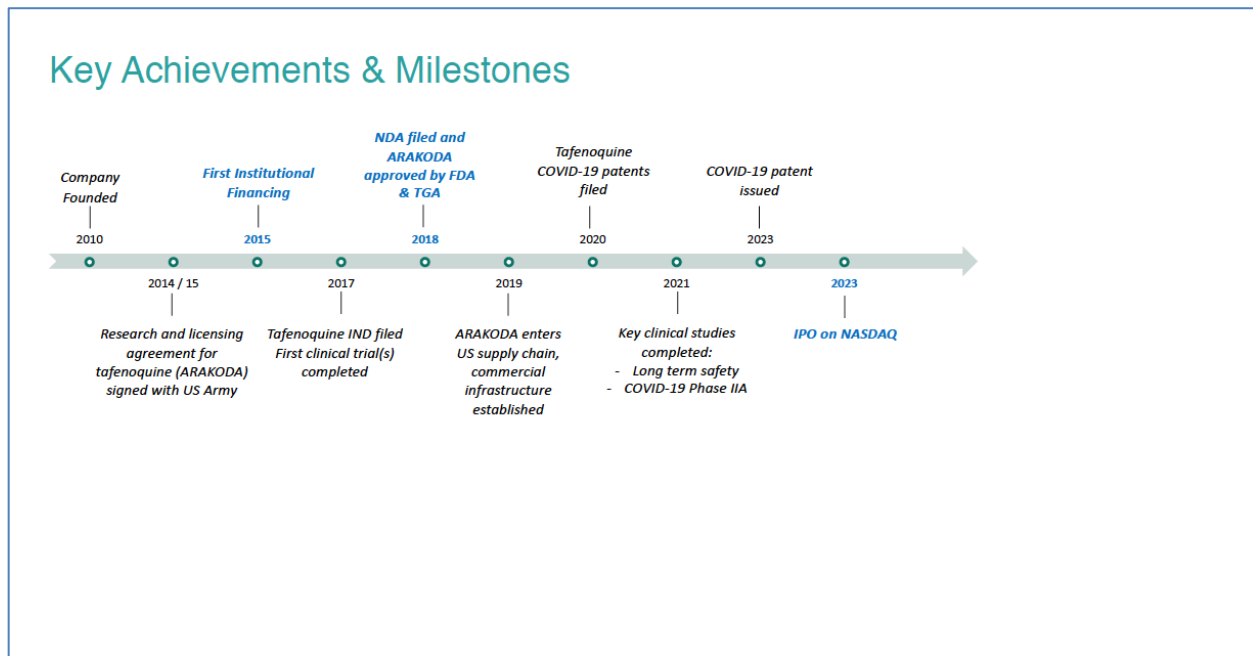 Key Achievements & Milestones
Company
Founded
2010
2014 / 15
Research and licensing
agreement for
tafenoquine (ARAKODA)
signed with US Army
First Institutional
Financing
2015
2017
Tafenoquine IND filed
First clinical trial(s)
completed
NDA filed and
ARAKODA
approved by FDA
& TGA
2018
2019
ARAKODA enters
US supply chain,
commercial
infrastructure
established
Tafenoquine
COVID-19 patents
filed
2020
2021
Key clinical studies
completed:
- Long term safety
- COVID-19 Phase IIA
COVID-19 patent
issued
2023
2023
IPO on NASDAQ